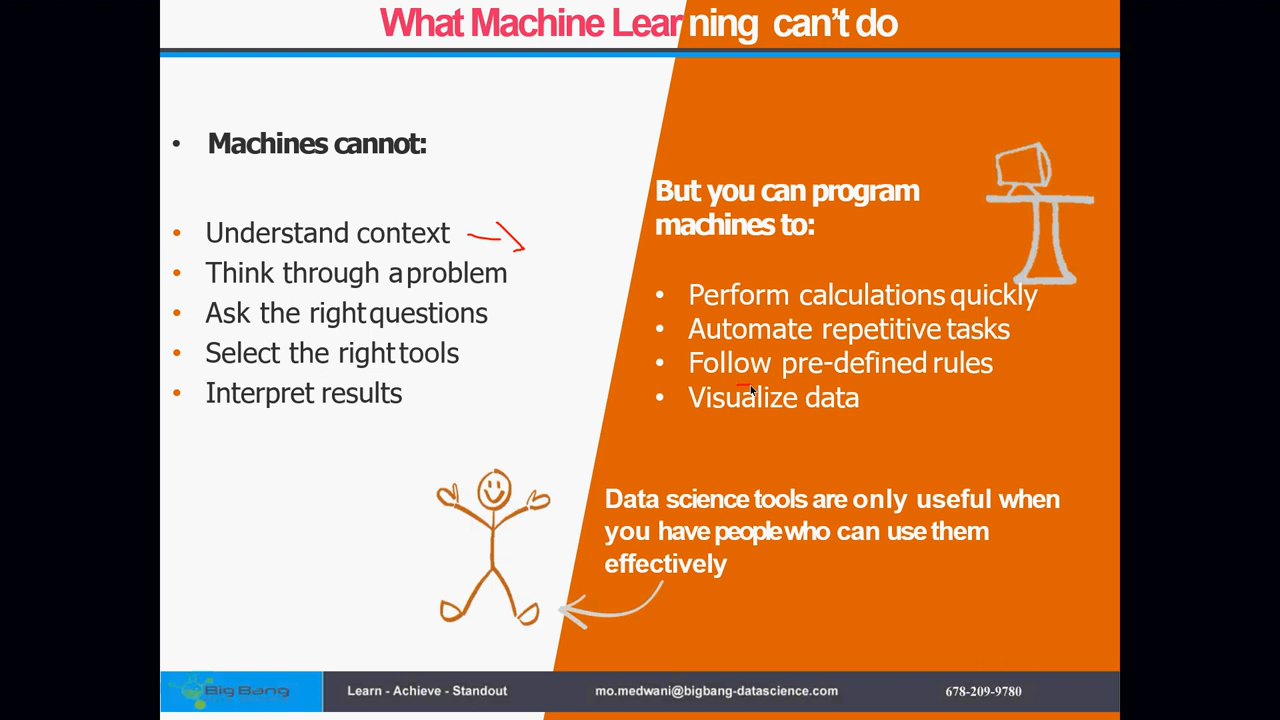 What Machine Learning can't do
Machines cannot:
Understand context
Think through a problem
Ask the right questions
Select the right tools
Interpret results
But you can program
machines to:
Perform calculations quickly
Automate repetitive tasks
Follow pre-defined rules
Visualize data
Data science tools are only useful when
you have people who can use them
effectively
Big Bang
Learn - Achieve - Standout
mo.medwani@bigbang-datascience.com
678-209-9780